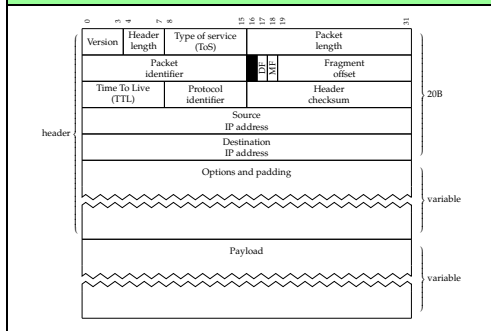 0 3 4 7 8 15 16 17 18 19 31
Version Header length Type of service (ToS) Packet length
Packet identifier DF MF Fragment offset
Time To Live (TTL) Protocol identifier Header checksum
20B
Source IP address
header
Destination IP address
Options and padding
variable
Payload
variable